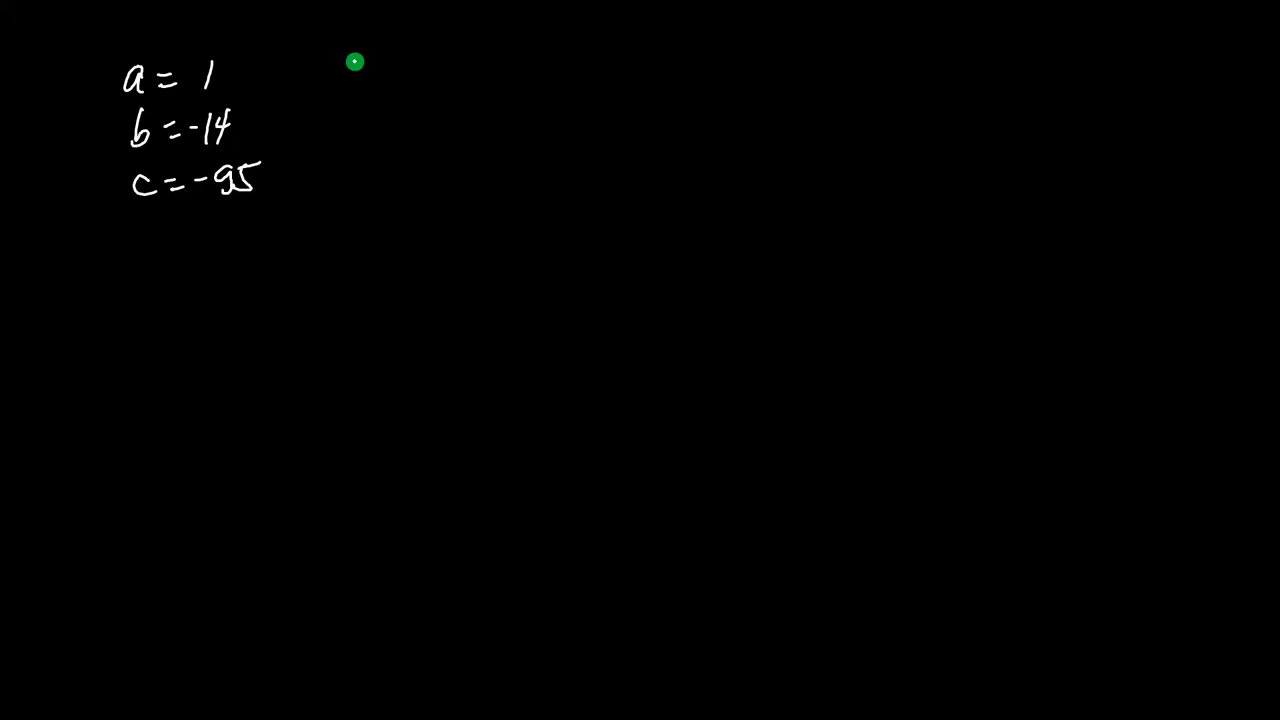 a = 1
b = -14
c = -95